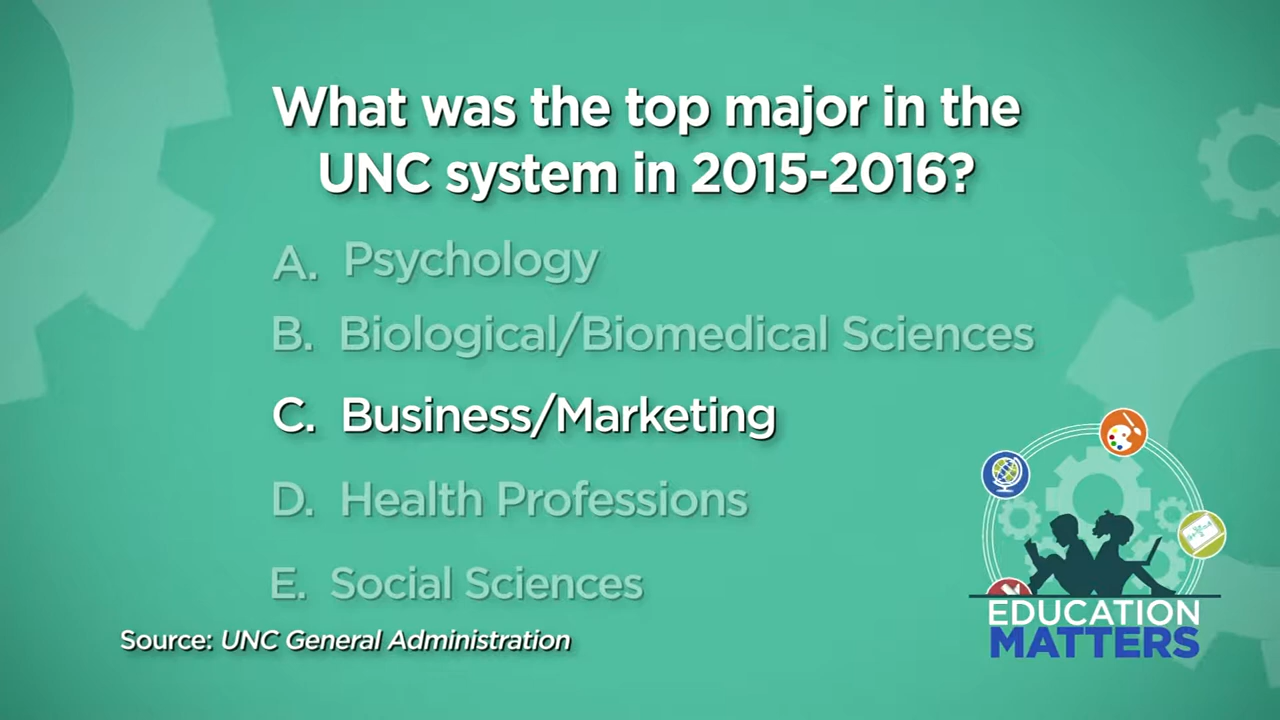 What was the top major in the
UNC system in 2015-2016?
A. Psychology
B. Biological/Biomedical Sciences
C. Business/Marketing
D. Health Professions
E. Social Sciences
Source: UNC General Administration
EDUCATION
MATTERS